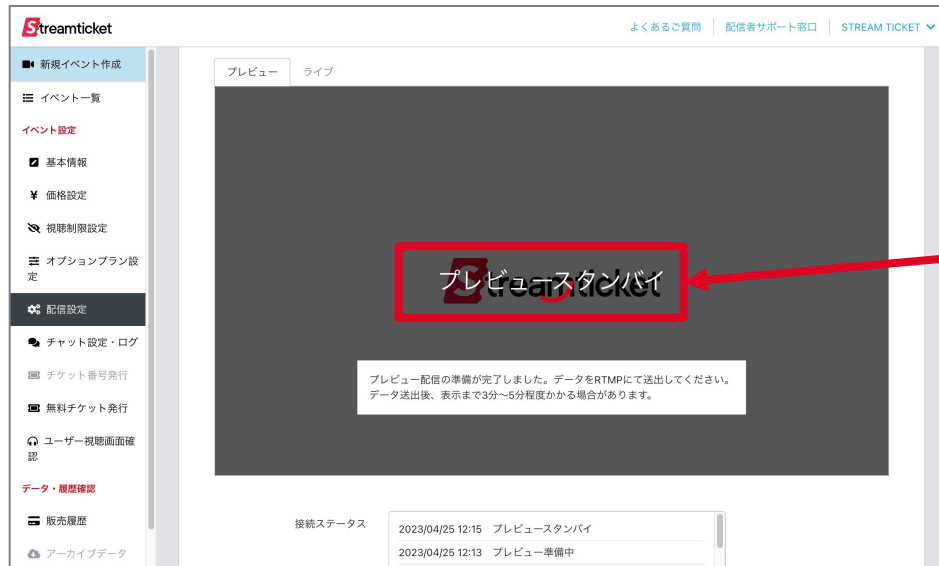 Streamticket
よくあるご質問
配信者サポート窓口
STREAM TICKET
新規イベント作成
イベント一覧
イベント設定
基本情報
価格設定
視聴制限設定
オプションプラン設
定
配信設定
チャット設定・ログ
チケット番号発行
無料チケット発行
ユーザー視聴画面確
認
データ・履歴確認
販売履歴
アーカイブデータ
プレビュー
ライブ
Streamticket
プレビュースタンバイ
プレビュー配信の準備が完了しました。データをRTMPにて送出してください。
データ送出後、表示まで3分〜5分程度かかる場合があります。
接続ステータス
2023/04/25 12:15 プレビュースタンバイ
2023/04/25 12:13 プレビュー準備中